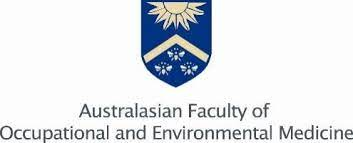 Australasian Faculty of
Occupational and Environmental Medicine